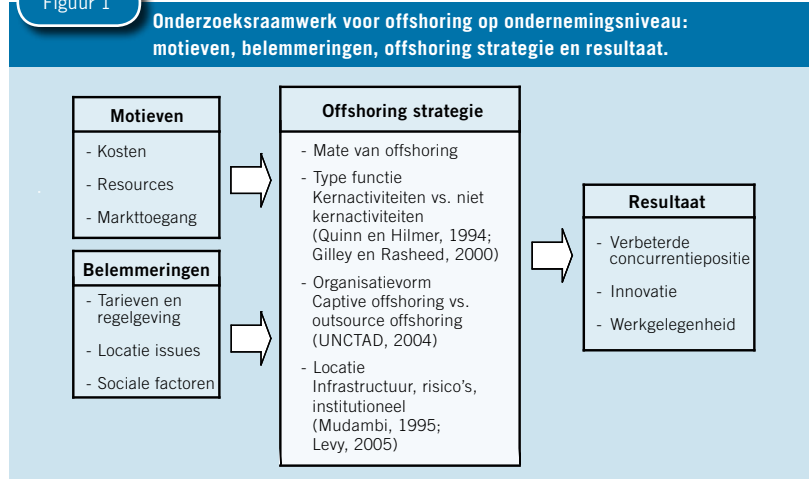 Figuur 1
Onderzoeksraamwerk voor offshoring op ondernemingsniveau:
motieven, belemmeringen, offshoring strategie en resultaat.
Motieven
- Kosten
- Resources
- Markttoegang
Belemmeringen
- Tarieven en
regelgeving
- Locatie issues
- Sociale factoren
Offshoring strategie
- Mate van offshoring
- Type functie
Kernactiviteiten vs. niet
kernactiviteiten
(Quinn en Hilmer, 1994;
Gilley en Rasheed, 2000)
- Organisatievorm
Captive offshoring vs.
outsource offshoring
(UNCTAD, 2004)
- Locatie
Infrastructuur, risico's,
institutioneel
(Mudambi, 1995;
Levy, 2005)
Resultaat
- Verbeterde
concurrentiepositie
- Innovatie
- Werkgelegenheid